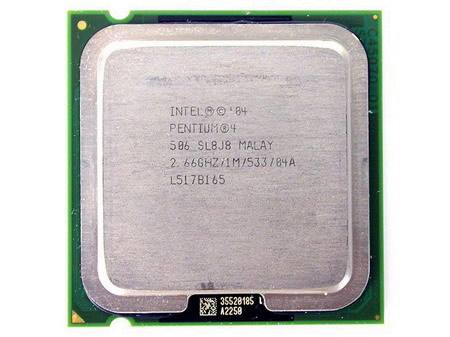 INTEL Ⓜ © '04
PENTIUM® 4
506 SL8J8 MALAY
2.66GHZ/1M/533/04A
L517B165
35520185 L
A2250